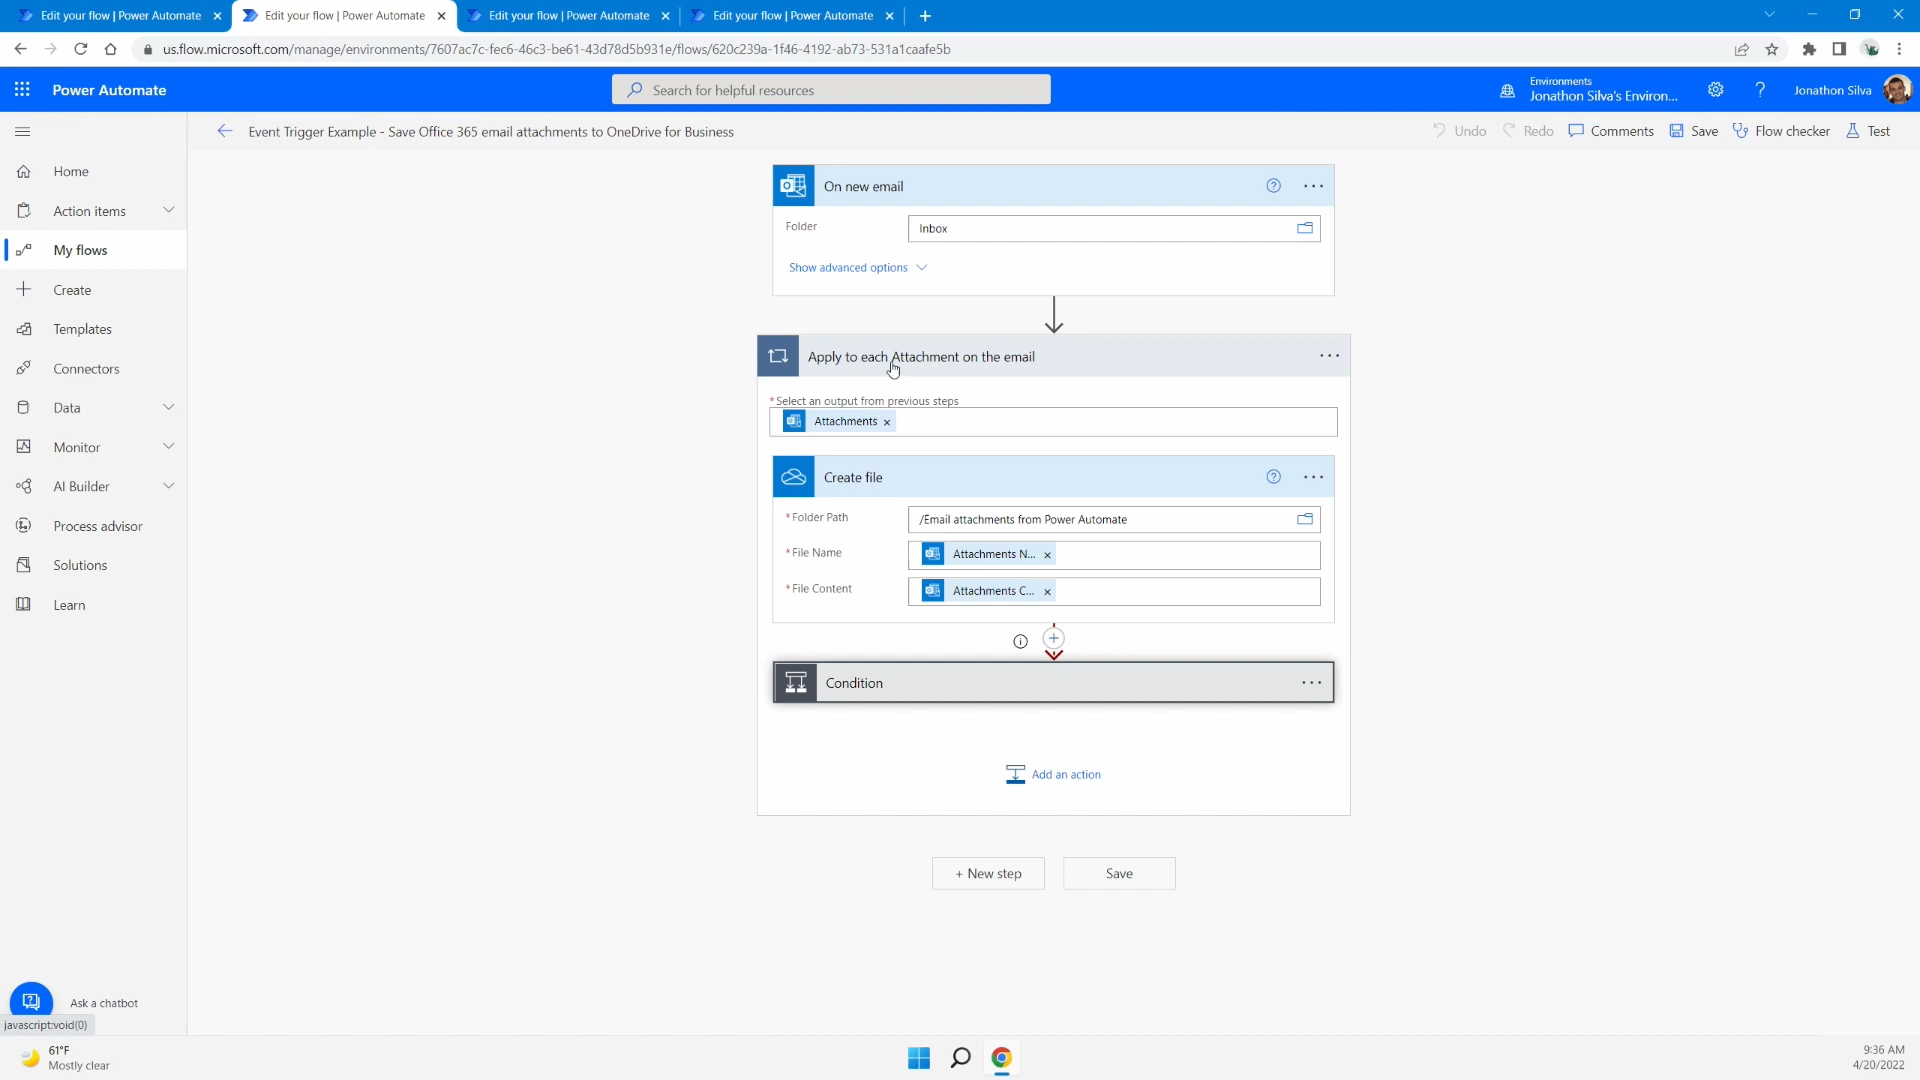 Edit your flow | Power Automate
Edit your flow | Power Automate
Edit your flow | Power Automate
Edit your flow | Power Automate
us.flow.microsoft.com/manage/environments/7607ac7c-fec6-46c3-be61-43d78d5b931e/flows/620c239a-1f46-4192-ab73-531a1caafe5b
Power Automate
Search for helpful resources
Environments
Jonathon Silva's Environ...
Jonathon Silva
Event Trigger Example - Save Office 365 email attachments to OneDrive for Business
Undo
Redo
Comments
Save
Flow checker
Test
Home
Action items
My flows
Create
Templates
Connectors
Data
Monitor
AI Builder
Process advisor
Solutions
Learn
On new email
Folder
Inbox
Show advanced options
Apply to each Attachment on the email
*Select an output from previous steps
Attachments
Create file
*Folder Path
/Email attachments from Power Automate
*File Name
Attachments N...
*File Content
Attachments C...
Condition
Add an action
+ New step
Save
Ask a chatbot
javascript:void(0)
61°F
Mostly clear
9:36 AM
4/20/2022